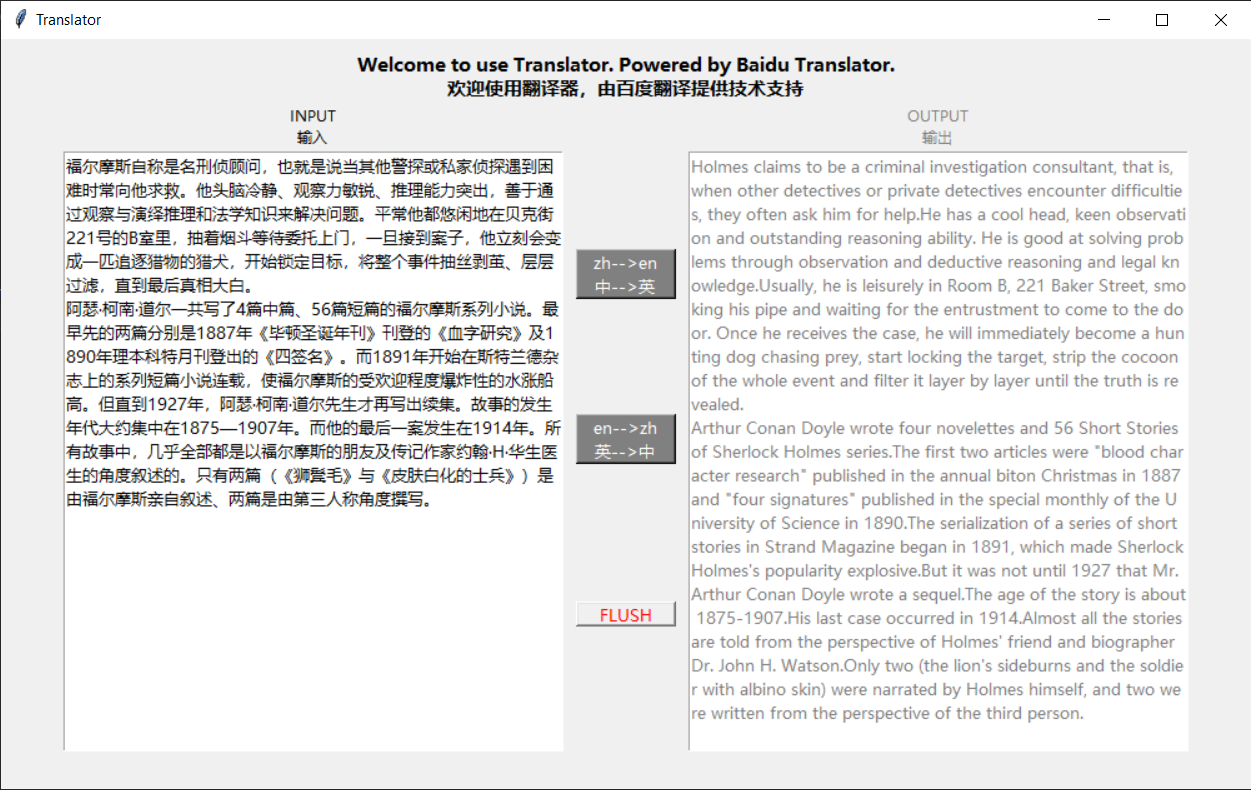 Translator
Welcome to use Translator. Powered by Baidu Translator.
欢迎使用翻译器，由百度翻译提供技术支持
INPUT
输入
福尔摩斯自称是名刑侦顾问，也就是说当其他警探或私家侦探遇到困
难时常向他求救。他头脑冷静、观察力敏锐、推理能力突出，善于通
过观察与演绎推理和法学知识来解决问题。平常他都悠闲地在贝克街
221号的B室里，抽着烟斗等待委托上门，一旦接到案子，他立刻会变
成一匹追逐猎物的猎犬，开始锁定目标，将整个事件抽丝剥茧、层层
过滤，直到最后真相大白。
阿瑟·柯南·道尔一共写了4篇中篇、56篇短篇的福尔摩斯系列小说。最
早先的两篇分别是1887年《毕顿圣诞年刊》刊登的《血字研究》及1
890年理本科特月刊登出的《四签名》。而1891年开始在斯特兰德杂
志上的系列短篇小说连载，使福尔摩斯的受欢迎程度爆炸性的水涨船
高。但直到1927年，阿瑟·柯南·道尔先生才再写出续集。故事的发生
年代大约集中在1875—1907年。而他的最后一案发生在1914年。所
有故事中，几乎全部都是以福尔摩斯的朋友及传记作家约翰·H·华生医
生的角度叙述的。只有两篇（《狮鬃毛》与《皮肤白化的士兵》）是
由福尔摩斯亲自叙述、两篇是由第三人称角度撰写。
zh-->en
中-->英
en-->zh
英-->中
FLUSH
OUTPUT
输出
Holmes claims to be a criminal investigation consultant, that is,
when other detectives or private detectives encounter difficultie
s, they often ask him for help.He has a cool head, keen observati
on and outstanding reasoning ability. He is good at solving prob
lems through observation and deductive reasoning and legal kn
owledge.Usually, he is leisurely in Room B, 221 Baker Street, smo
king his pipe and waiting for the entrustment to come to the do
or. Once he receives the case, he will immediately become a hun
ting dog chasing prey, start locking the target, strip the cocoon
of the whole event and filter it layer by layer until the truth is re
vealed.
Arthur Conan Doyle wrote four novelettes and 56 Short Stories
of Sherlock Holmes series.The first two articles were "blood char
acter research" published in the annual biton Christmas in 1887
and "four signatures" published in the special monthly of the U
niversity of Science in 1890.The serialization of a series of short
stories in Strand Magazine began in 1891, which made Sherlock
Holmes's popularity explosive.But it was not until 1927 that Mr.
Arthur Conan Doyle wrote a sequel.The age of the story is about
1875-1907.His last case occurred in 1914.Almost all the stories
are told from the perspective of Holmes' friend and biographer
Dr. John H. Watson.Only two (the lion's sideburns and the soldie
r with albino skin) were narrated by Holmes himself, and two we
re written from the perspective of the third person.